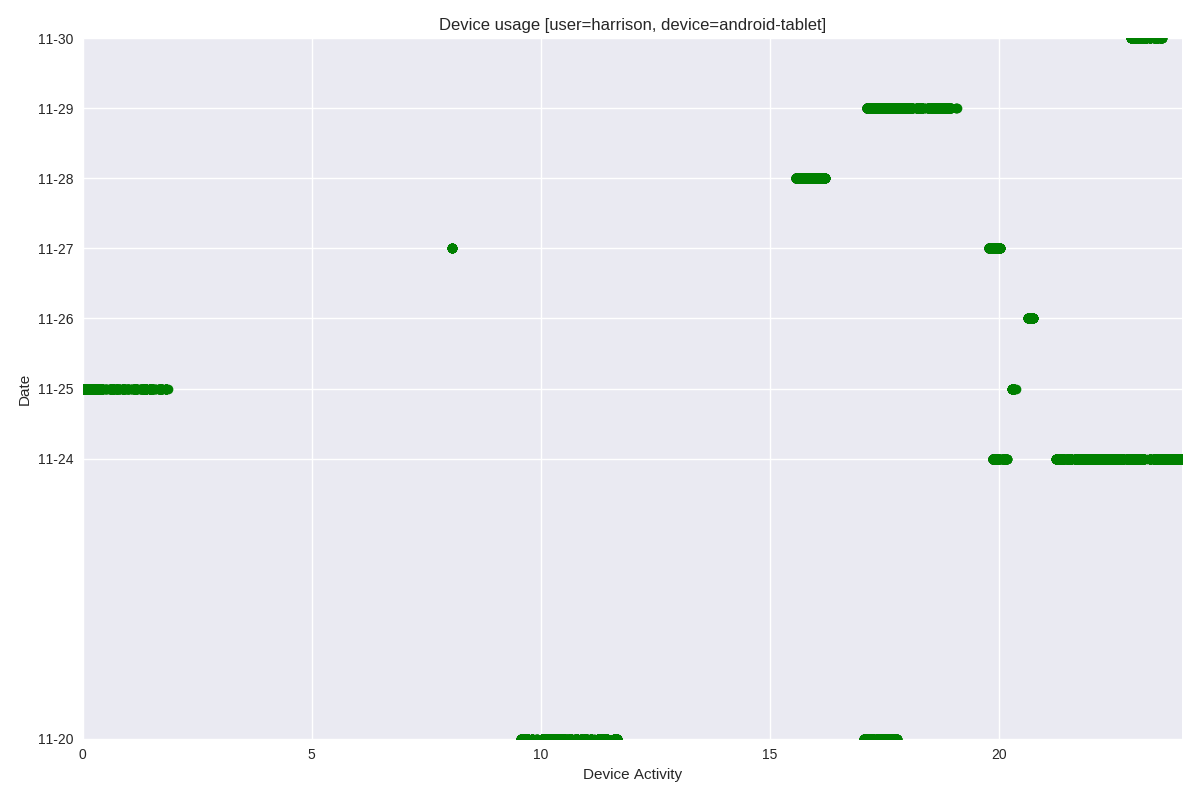 Device usage [user=harrison, device=android-tablet]
11-30
11-29
11-28
11-27
11-26
11-25
11-24
11-20
Date
0 5 10 15 20
Device Activity